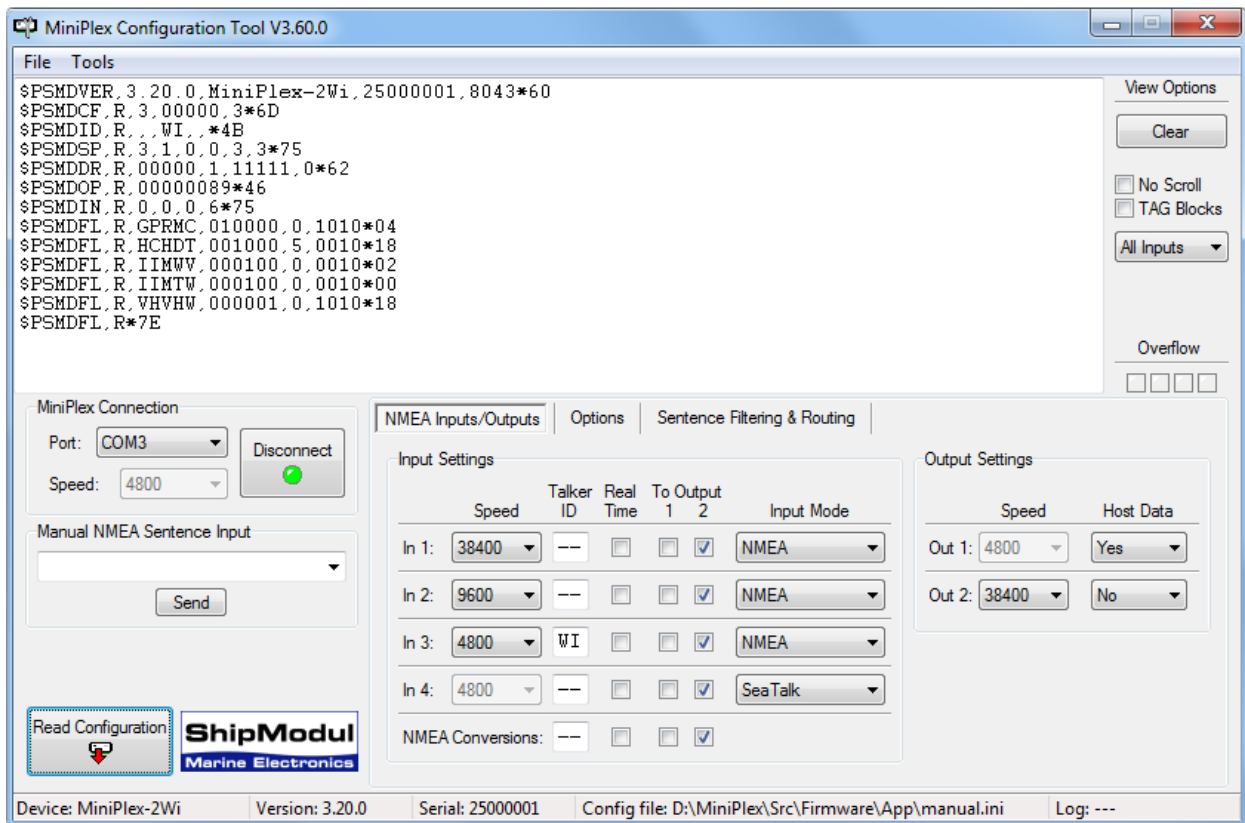 MiniPlex Configuration Tool V3.60.0
File Tools
$PSMDVER,3.20.0,MiniPlex-2Wi,25000001,8043*60
$PSMDCF,R,3,00000,3*6D
$PSMDID,R,,,WI,,*4B
$PSMDSP,R,3,1,0,0,3,3*75
$PSMDDR,R,00000,1,11111,0*62
$PSMDOP,R,00000089*46
$PSMDIN,R,0,0,0,6*75
$PSMDFL,R,GPRMC,010000,0,1010*04
$PSMDFL,R,HCHDT,001000,5,0010*18
$PSMDFL,R,IIMWV,000100,0,0010*02
$PSMDFL,R,IIMTW,000100,0,0010*00
$PSMDFL,R,VHVHW,000001,0,1010*18
$PSMDFL,R*7E
View Options
Clear
No Scroll
TAG Blocks
All Inputs
Overflow
MiniPlex Connection
Port: COM3
Speed: 4800
Disconnect
Manual NMEA Sentence Input
Send
Read Configuration
ShipModul
Marine Electronics
NMEA Inputs/Outputs Options Sentence Filtering & Routing
Input Settings
Talker Real To Output
Speed ID Time 1 2 Input Mode
In 1: 38400 -- NMEA
In 2: 9600 -- NMEA
In 3: 4800 WI NMEA
In 4: 4800 -- SeaTalk
NMEA Conversions: --
Output Settings
Speed Host Data
Out 1: 4800 Yes
Out 2: 38400 No
Device: MiniPlex-2Wi Version: 3.20.0 Serial: 25000001 Config file: D:\MiniPlex\Src\Firmware\App\manual.ini Log: ---